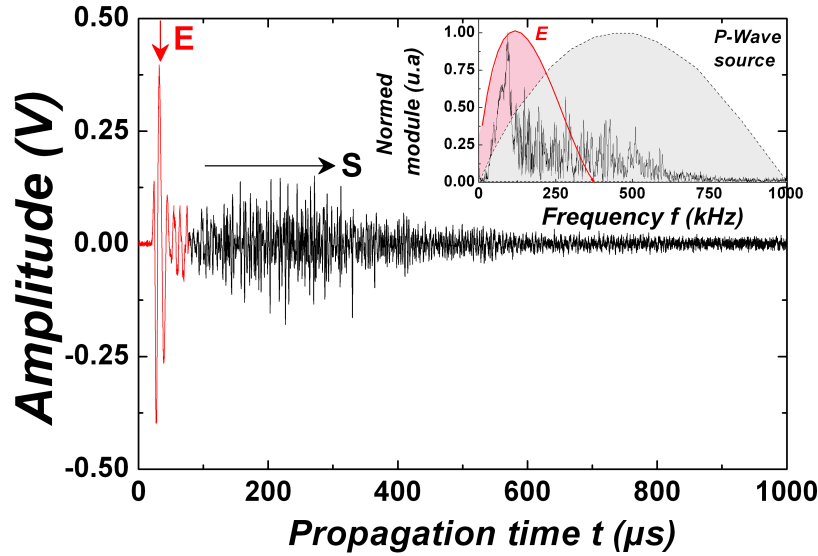 0.50
0.25
0.00
-0.25
-0.50
Amplitude (V)
E
S
0 200 400 600 800 1000
Propagation time t (µs)
1.00
0.75
0.50
0.25
0.00
Normed
module (u.a)
E
P-Wave
source
0 250 500 750 1000
Frequency f (kHz)